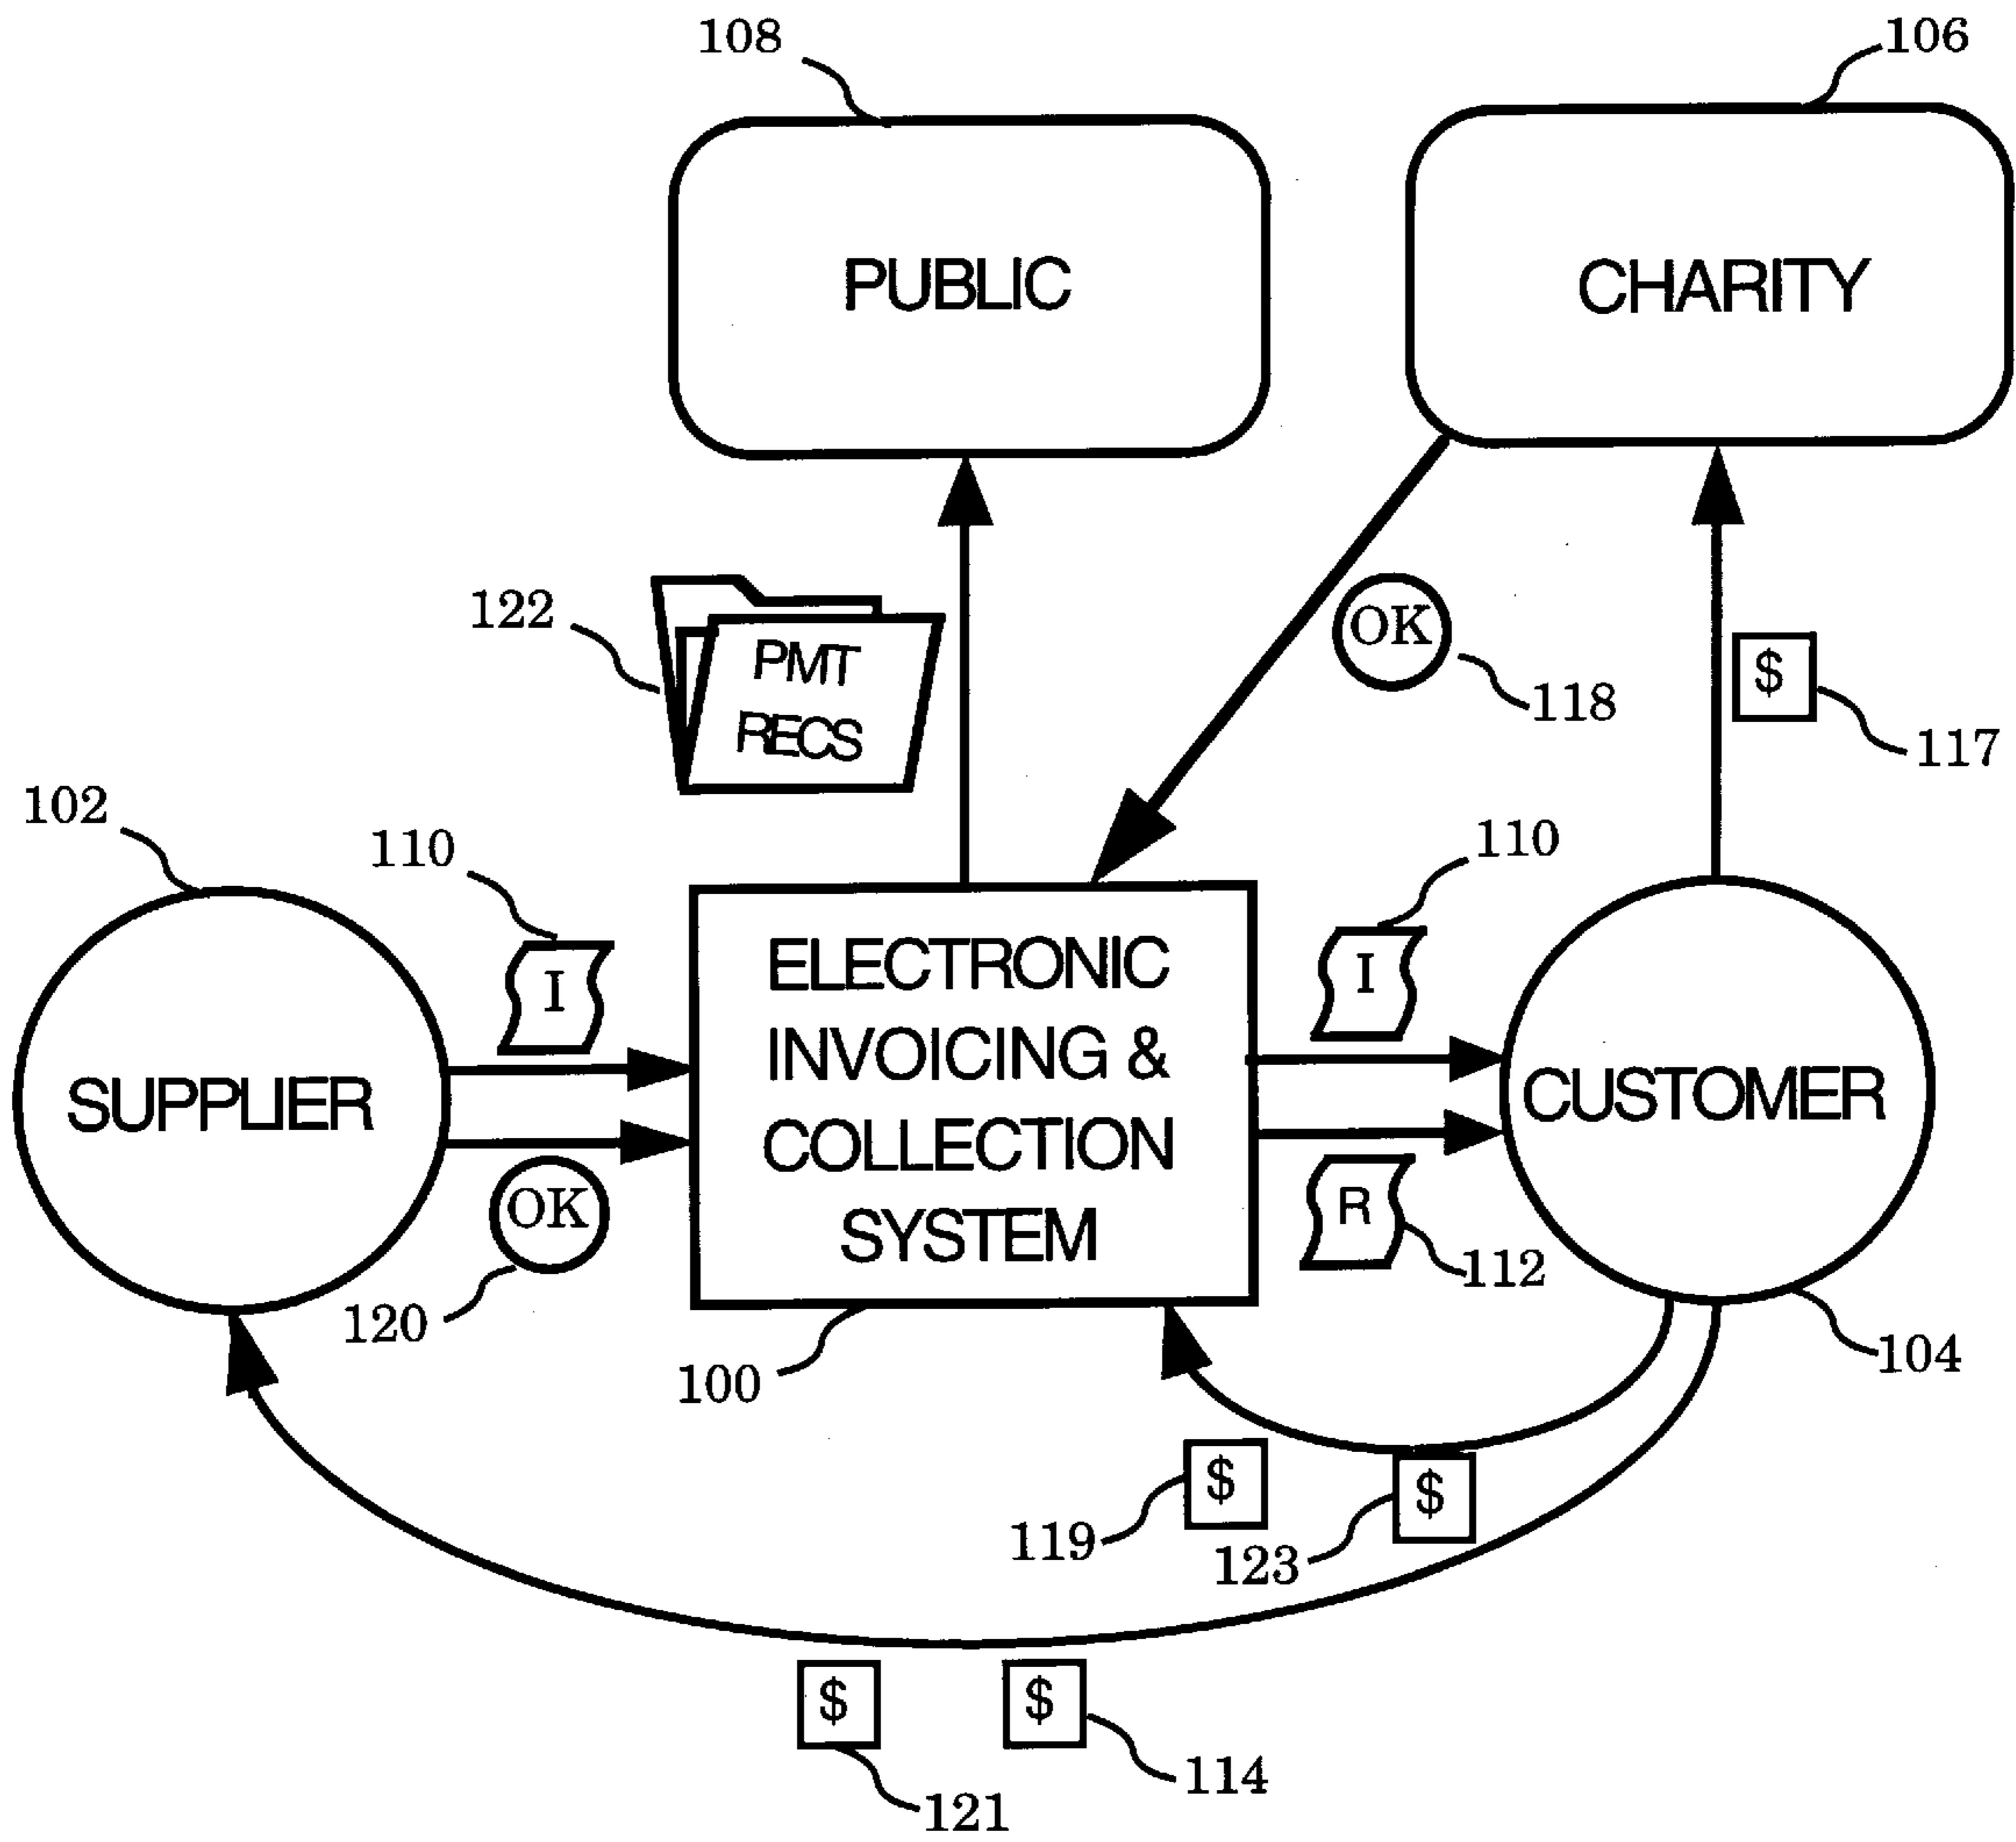 108
106
PUBLIC
CHARITY
122
PMT
RECS
OK
118
$
117
102
110
110
I
I
SUPPLIER
ELECTRONIC
INVOICING &
COLLECTION
SYSTEM
CUSTOMER
OK
R
112
120
100
104
$
119
$
123
$
$
114
121